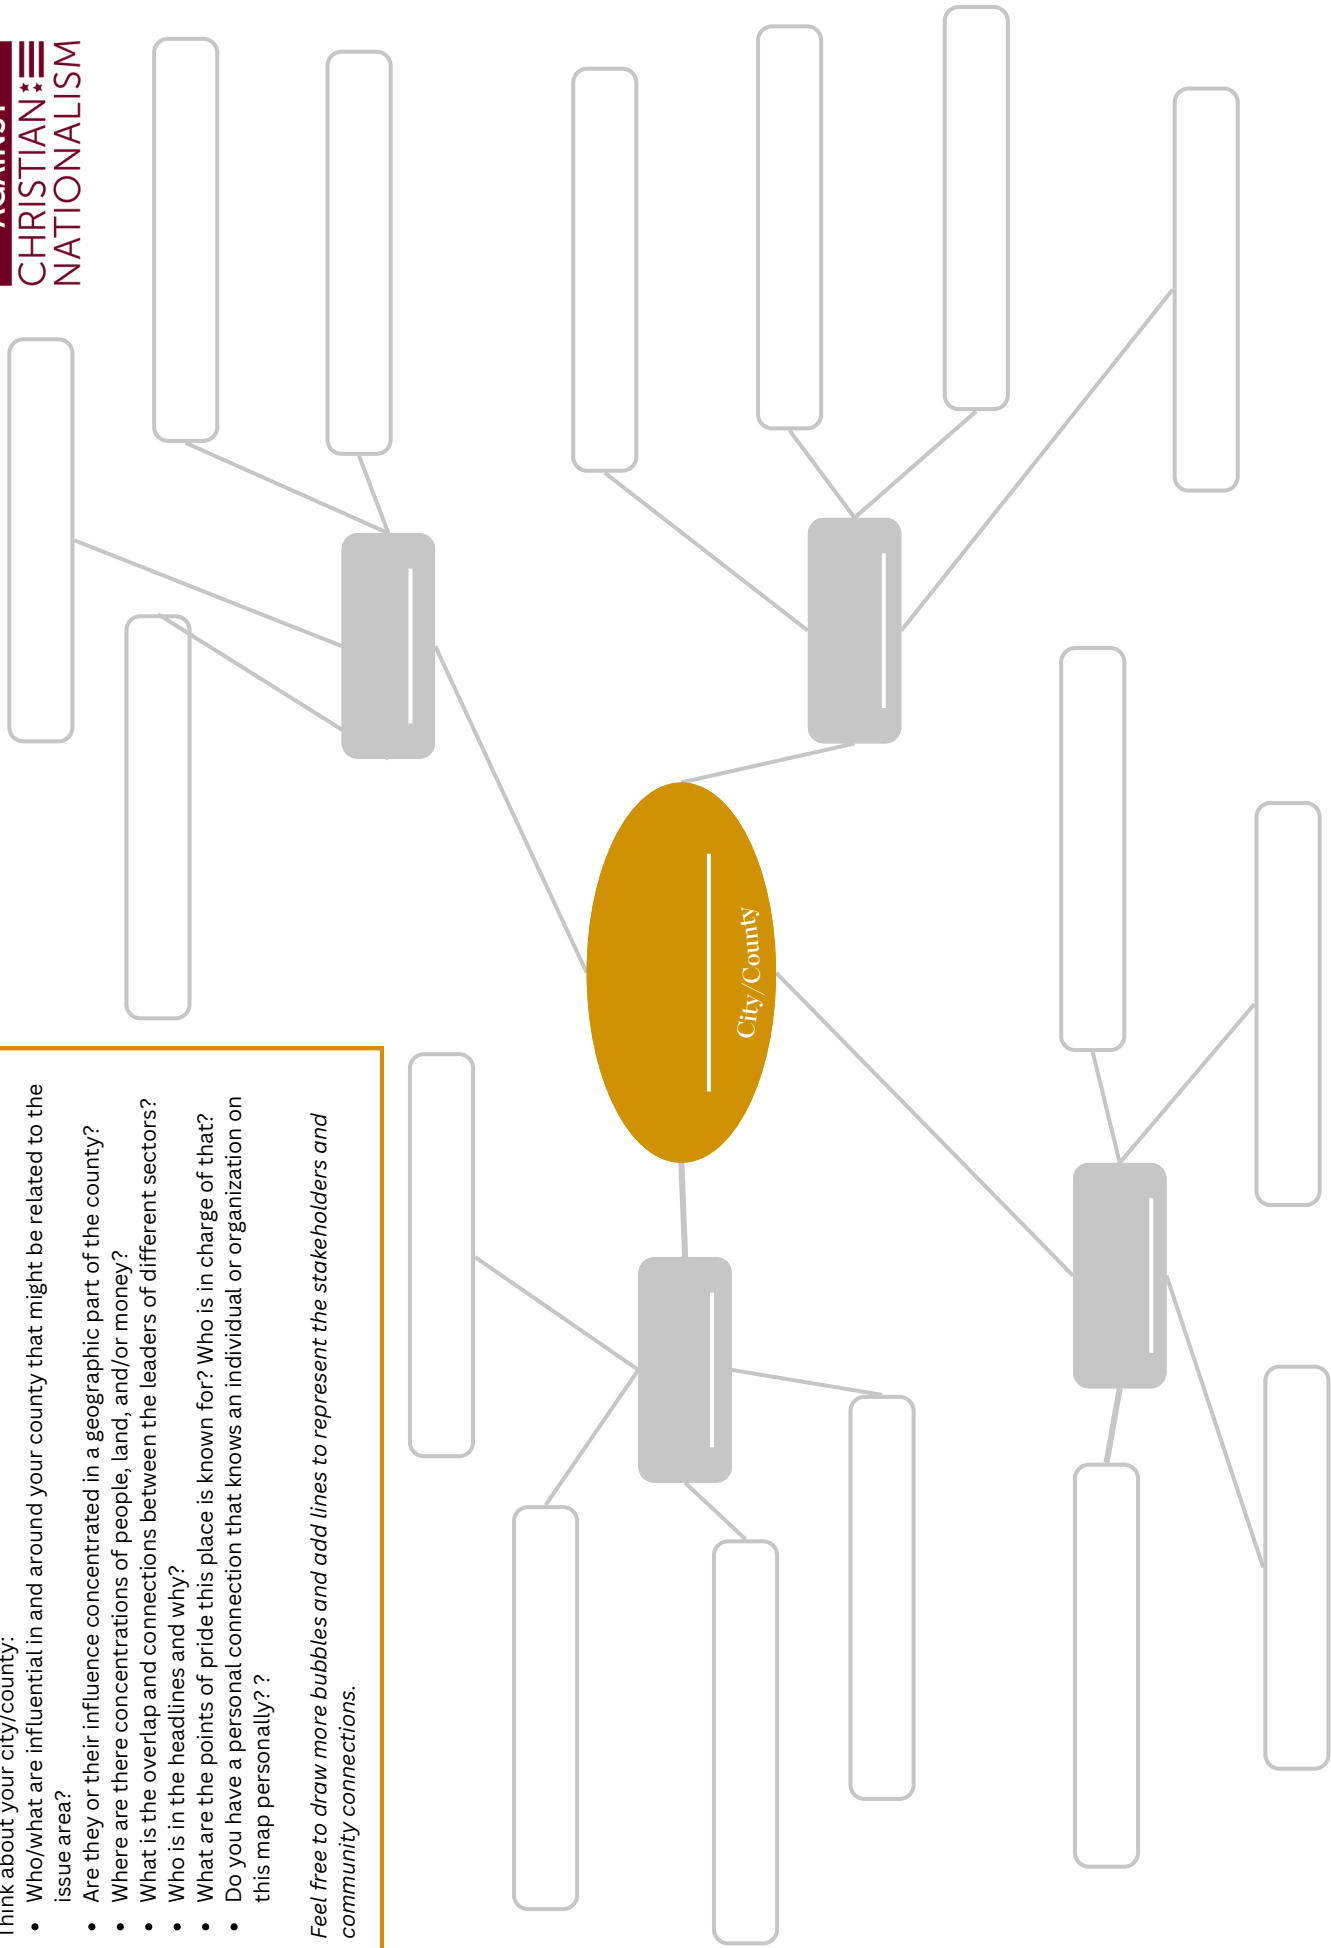 Think about your city/county:
• Who/what are influential in and around your county that might be related to the
issue area?
• Are they or their influence concentrated in a geographic part of the county?
• Where are there concentrations of people, land, and/or money?
• What is the overlap and connections between the leaders of different sectors?
• Who is in the headlines and why?
• What are the points of pride this place is known for? Who is in charge of that?
• Do you have a personal connection that knows an individual or organization on
this map personally? ?
Feel free to draw more bubbles and add lines to represent the stakeholders and
community connections.
AGAINST
CHRISTIAN
NATIONALISM
City/County